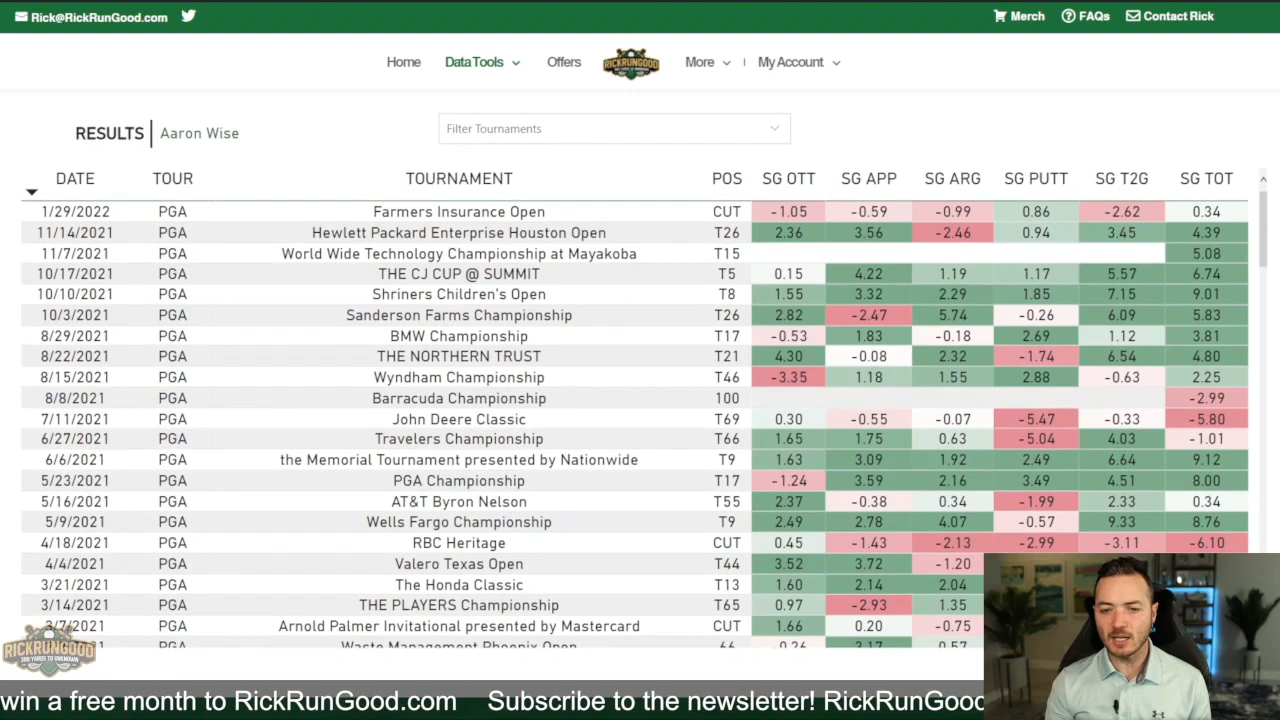 Rick@RickRunGood.com Merch FAQs Contact Rick
Home Data Tools Offers RICKRUNGOOD More My Account
RESULTS Aaron Wise Filter Tournaments
DATE TOUR TOURNAMENT POS SG OTT SG APP SG ARG SG PUTT SG T2G SG TOT
1/29/2022 PGA Farmers Insurance Open CUT -1.05 -0.59 -0.99 0.86 -2.62 0.34
11/14/2021 PGA Hewlett Packard Enterprise Houston Open T26 2.36 3.56 -2.46 0.94 3.45 4.39
11/7/2021 PGA World Wide Technology Championship at Mayakoba T15 5.08
10/17/2021 PGA THE CJ CUP @ SUMMIT T5 0.15 4.22 1.19 1.17 5.57 6.74
10/10/2021 PGA Shriners Children's Open T8 1.55 3.32 2.29 1.85 7.15 9.01
10/3/2021 PGA Sanderson Farms Championship T26 2.82 -2.47 5.74 -0.26 6.09 5.83
8/29/2021 PGA BMW Championship T17 -0.53 1.83 -0.18 2.69 1.12 3.81
8/22/2021 PGA THE NORTHERN TRUST T21 4.30 -0.08 2.32 -1.74 6.54 4.80
8/15/2021 PGA Wyndham Championship T46 -3.35 1.18 1.55 2.88 -0.63 2.25
8/8/2021 PGA Barracuda Championship 100 -2.99
7/11/2021 PGA John Deere Classic T69 0.30 -0.55 -0.07 -5.47 -0.33 -5.80
6/27/2021 PGA Travelers Championship T66 1.65 1.75 0.63 -5.04 4.03 -1.01
6/6/2021 PGA the Memorial Tournament presented by Nationwide T9 1.63 3.09 1.92 2.49 6.64 9.12
5/23/2021 PGA PGA Championship T17 -1.24 3.59 2.16 3.49 4.51 8.00
5/16/2021 PGA AT&T Byron Nelson T55 2.37 -0.38 0.34 -1.99 2.33 0.34
5/9/2021 PGA Wells Fargo Championship T9 2.49 2.78 4.07 -0.57 9.33 8.76
4/18/2021 PGA RBC Heritage CUT 0.45 -1.43 -2.13 -2.99 -3.11 -6.10
4/4/2021 PGA Valero Texas Open T44 3.52 3.72 -1.20
3/21/2021 PGA The Honda Classic T13 1.60 2.14 2.04
3/14/2021 PGA THE PLAYERS Championship T65 0.97 -2.93 1.35
3/7/2021 PGA Arnold Palmer Invitational presented by Mastercard CUT 1.66 0.20 -0.75
PGA Waste Management Phoenix Open 66 -0.26 3.17 0.57
RICKRUNGOOD
300 YARDS TO UNKNOWN
win a free month to RickRunGood.com Subscribe to the newsletter! RickRunGoo